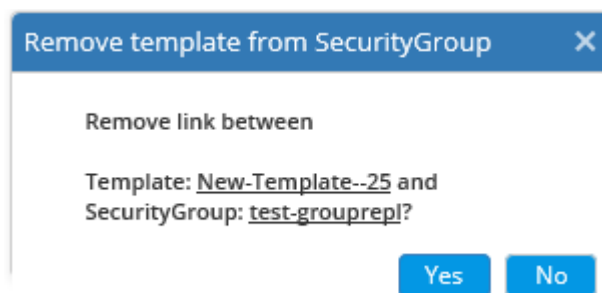 Remove template from SecurityGroup ×
Remove link between
Template: New-Template--25 and
SecurityGroup: test-grouprepl?
Yes No